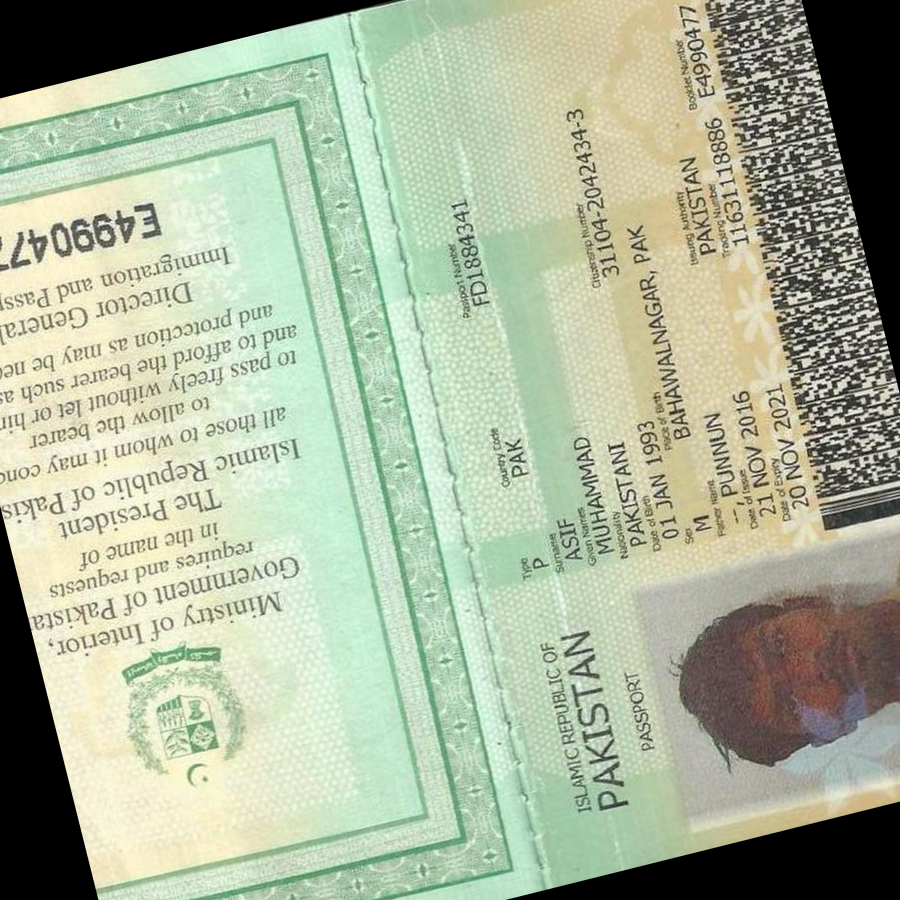 Ministry of Interior,
Government of Pakista
requires and requests
in the name of
The President
Islamic Republic of Pakis
all those whom it may conc
to allow the bearer
to pass freely without let or hin
and to afford the bearer such as
and protection as may be nee
Director General
Immigration and Passp
E4990477
ISLAMIC REPUBLIC OF
PAKISTAN
PASSPORT
Type
P
Country Code
PAK
Passport Number
FD1884341
Surname
ASIF
Given Names
MUHAMMAD
Nationality
PAKISTANI
Citizenship Number
31104-2042434-3
Date of Birth
01 JAN 1993
Place of Birth
BAHAWALNAGAR, PAK
Sex
M
Father Name
--, PUNNUN
Date of Issue
21 NOV 2016
Issuing Authority
PAKISTAN
Date of Expiry
20 NOV 2021
Tracking Number
11631118886
Booklet Number
E4990477